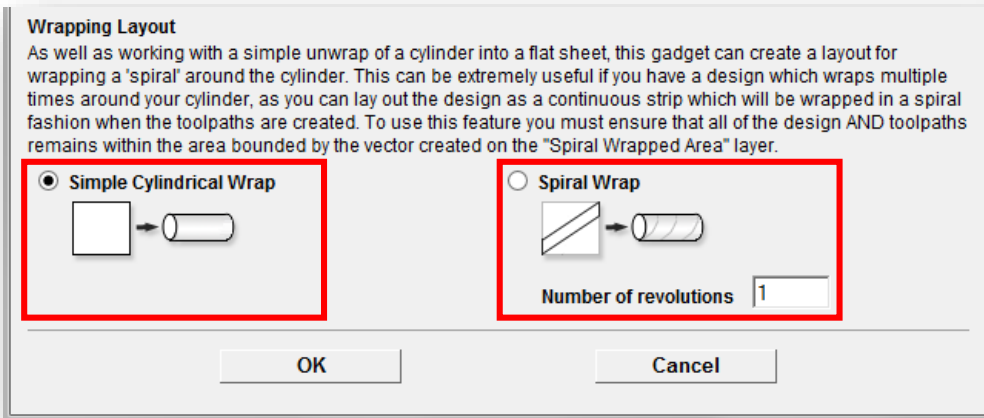 Wrapping Layout
As well as working with a simple unwrap of a cylinder into a flat sheet, this gadget can create a layout for
wrapping a 'spiral' around the cylinder. This can be extremely useful if you have a design which wraps multiple
times around your cylinder, as you can lay out the design as a continuous strip which will be wrapped in a spiral
fashion when the toolpaths are created. To use this feature you must ensure that all of the design AND toolpaths
remains within the area bounded by the vector created on the "Spiral Wrapped Area" layer.
Simple Cylindrical Wrap
Spiral Wrap
Number of revolutions 1
OK
Cancel